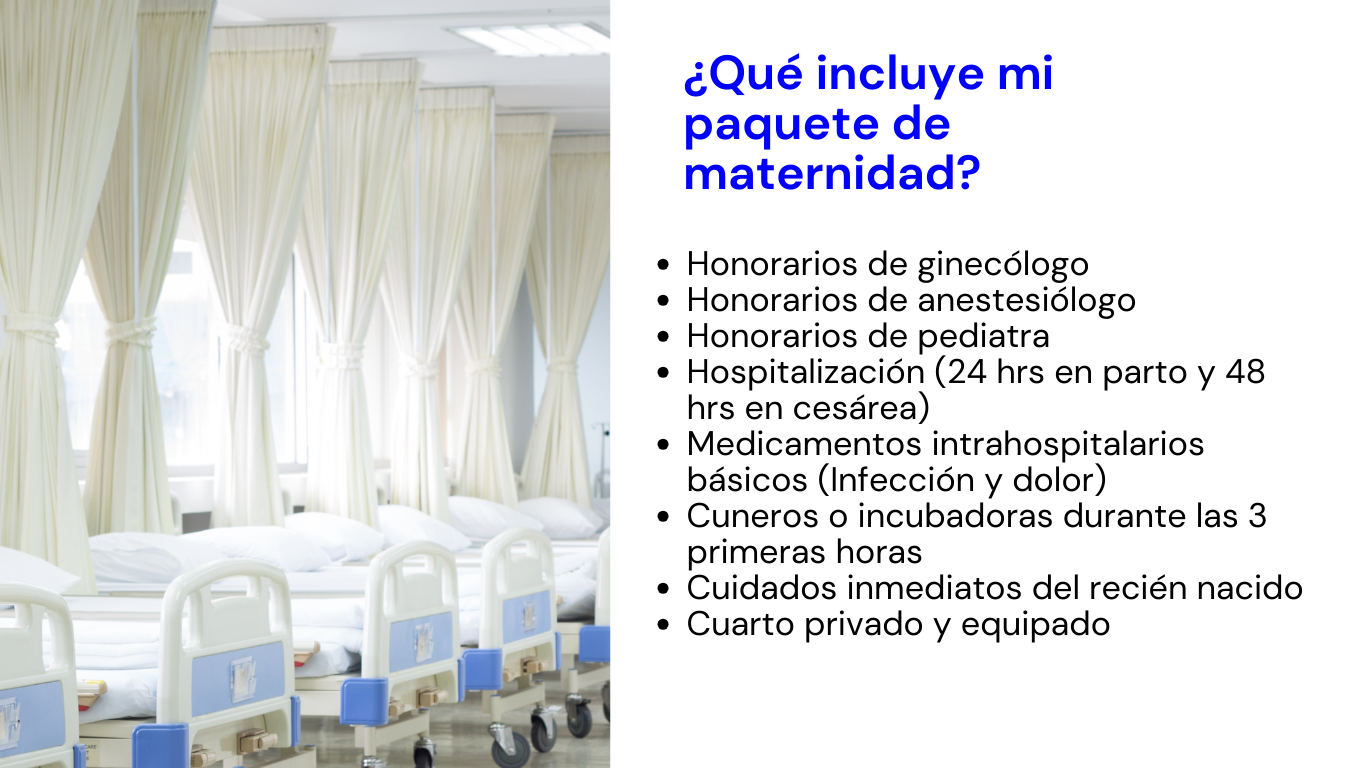 ¿Qué incluye mi
paquete de
maternidad?
• Honorarios de ginecólogo
• Honorarios de anestesiólogo
• Honorarios de pediatra
• Hospitalización (24 hrs en parto y 48
hrs en cesárea)
• Medicamentos intrahospitalarios
básicos (Infección y dolor)
• Cuneros o incubadoras durante las 3
primeras horas
• Cuidados inmediatos del recién nacido
• Cuarto privado y equipado